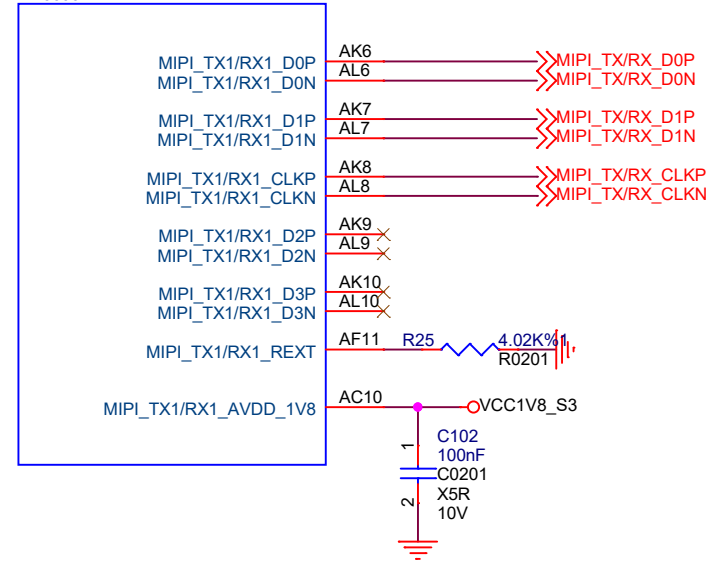 MIPI_TX1/RX1_D0P AK6 MIPI_TX/RX_D0P
MIPI_TX1/RX1_D0N AL6 MIPI_TX/RX_D0N
MIPI_TX1/RX1_D1P AK7 MIPI_TX/RX_D1P
MIPI_TX1/RX1_D1N AL7 MIPI_TX/RX_D1N
MIPI_TX1/RX1_CLKP AK8 MIPI_TX/RX_CLKP
MIPI_TX1/RX1_CLKN AL8 MIPI_TX/RX_CLKN
MIPI_TX1/RX1_D2P AK9
MIPI_TX1/RX1_D2N AL9
MIPI_TX1/RX1_D3P AK10
MIPI_TX1/RX1_D3N AL10
MIPI_TX1/RX1_REXT AF11 R25 4.02K%1
R0201
MIPI_TX1/RX1_AVDD_1V8 AC10 VCC1V8_S3
1 C102
100nF
C0201
2 X5R
10V